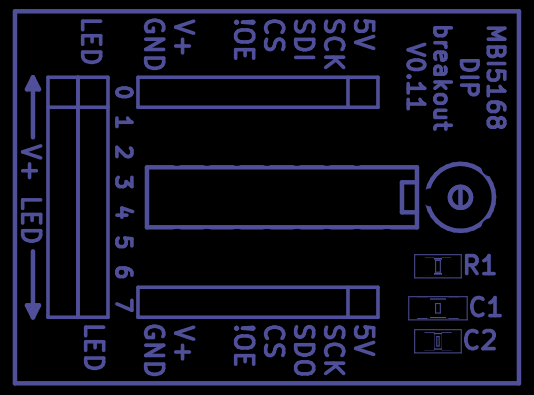 LED
GND
V+
!OE
CS
SDI
SCK
5V
MBI5168
DIP
breakout
V0.11
0
1
2
3
4
5
6
7
V+ LED
R1
C1
C2
LED
GND
V+
!OE
CS
SDO
SCK
5V